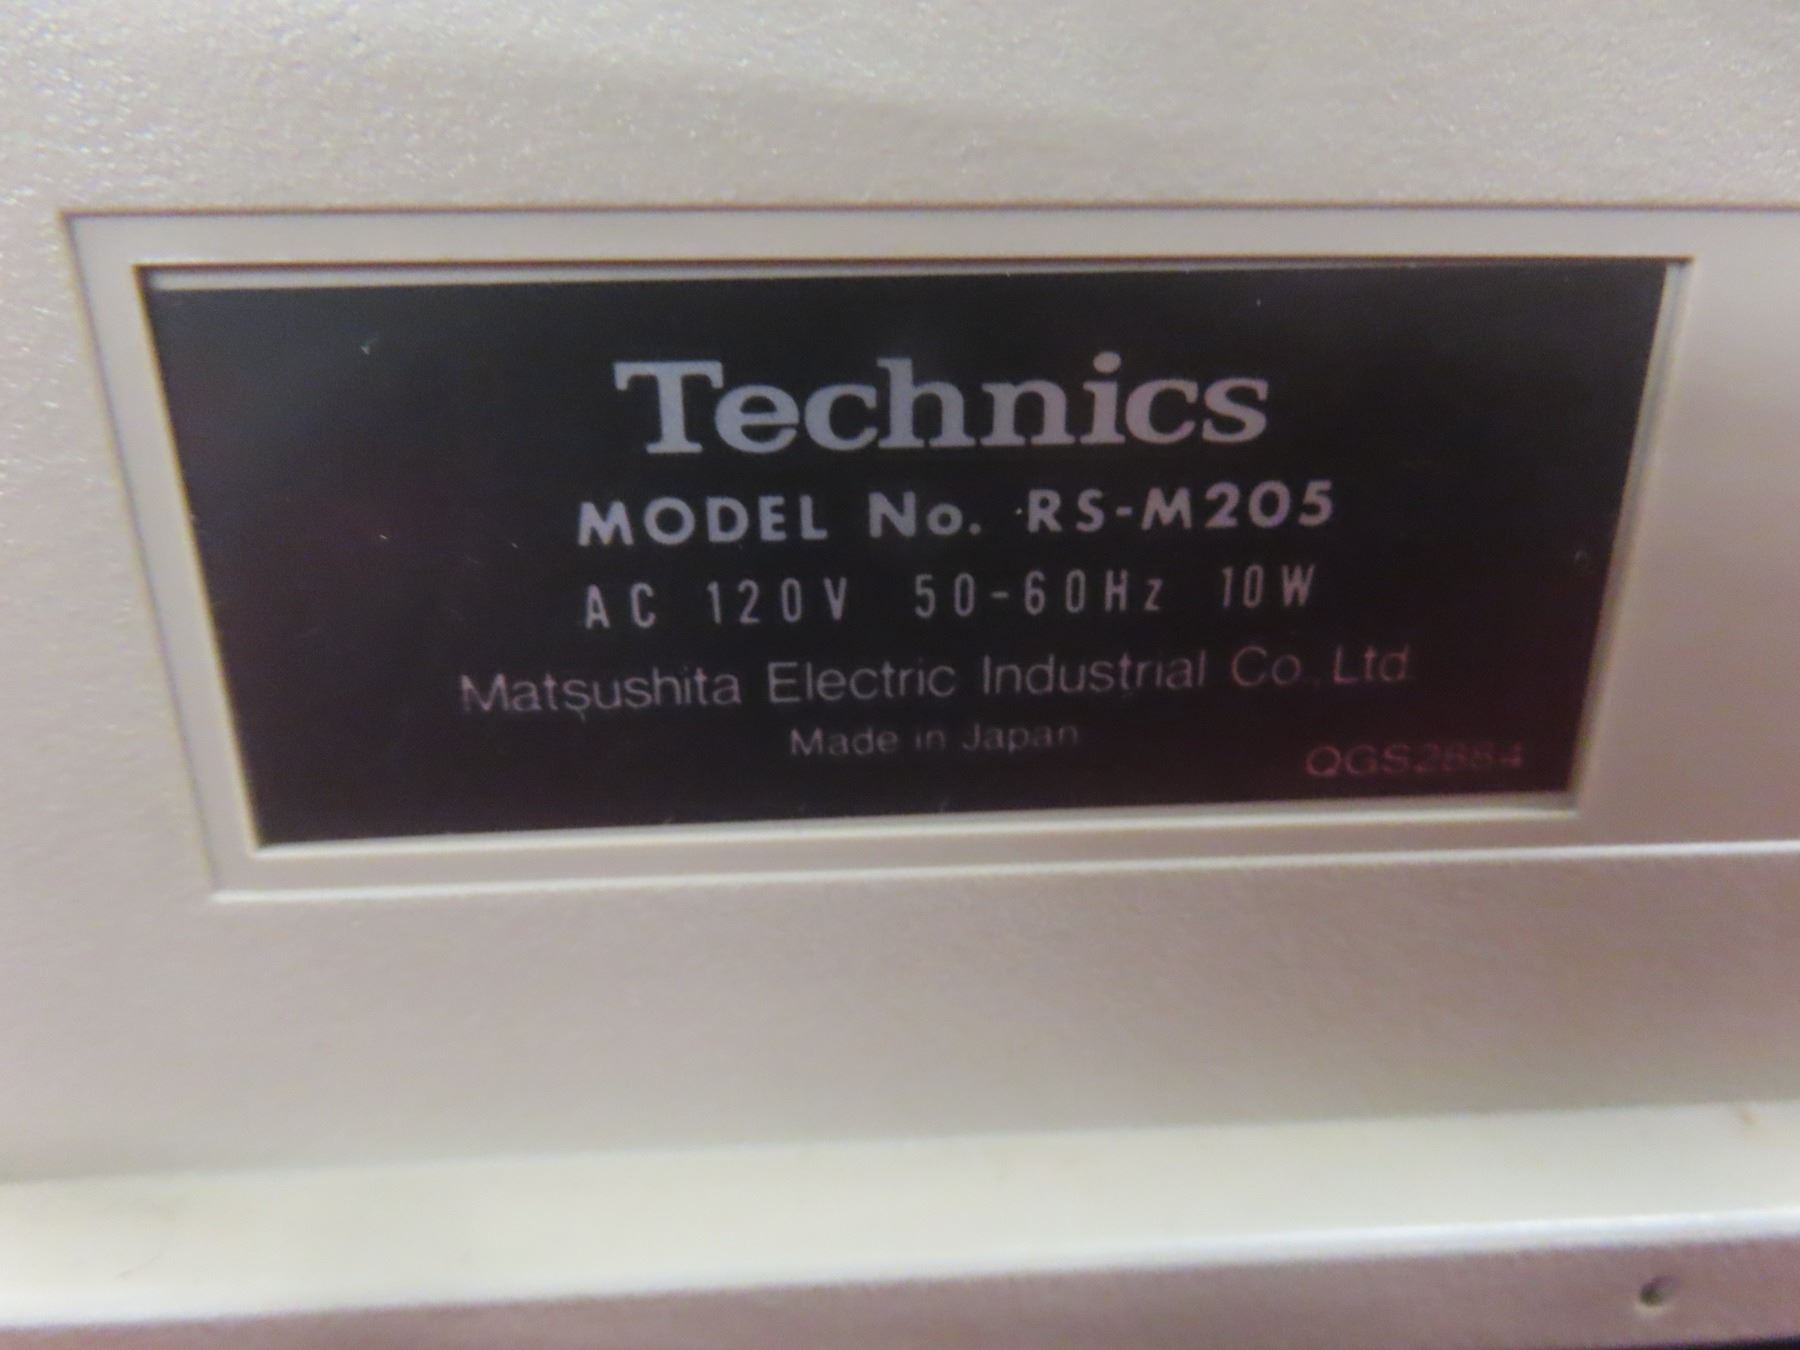 Technics
MODEL No. RS-M205
AC 120V 50-60Hz 10W
Matsushita Electric Industrial Co., Ltd.
Made in Japan
QGS2884